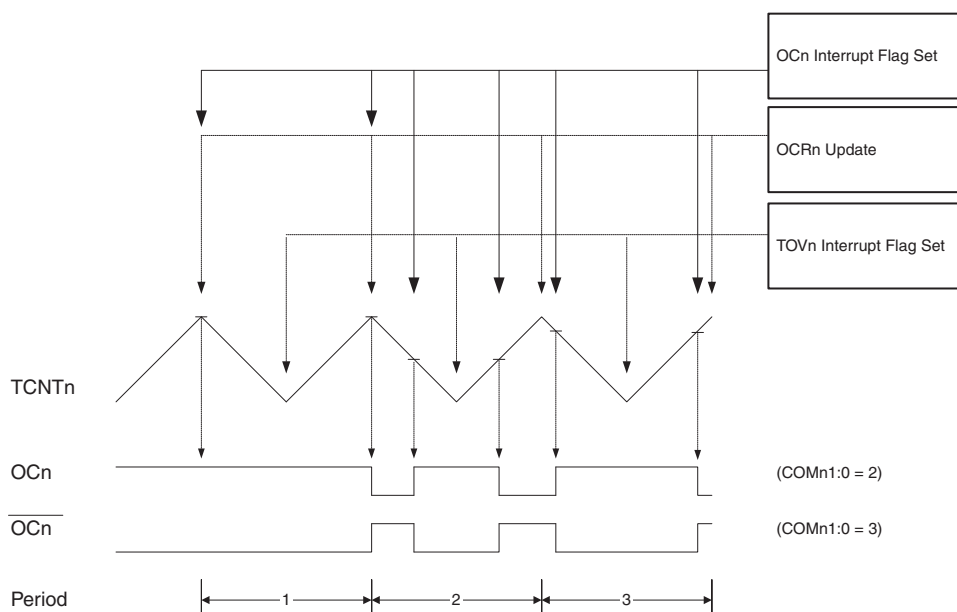 OCn Interrupt Flag Set
OCRn Update
TOVn Interrupt Flag Set
TCNTn
OCn
(COMn1:0 = 2)
OCn
(COMn1:0 = 3)
Period
1
2
3